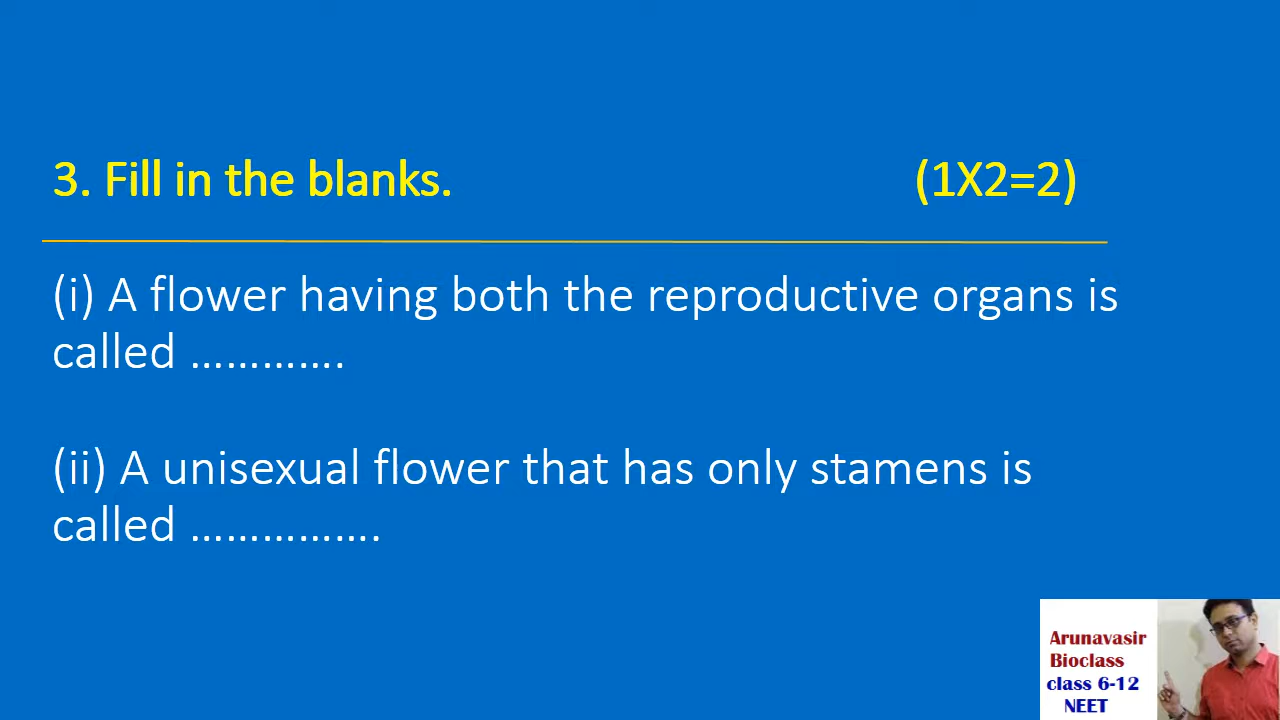 3. Fill in the blanks. (1X2=2)
(i) A flower having both the reproductive organs is
called ………….
(ii) A unisexual flower that has only stamens is
called …………….
Arunavasir
Bioclass
class 6-12
NEET